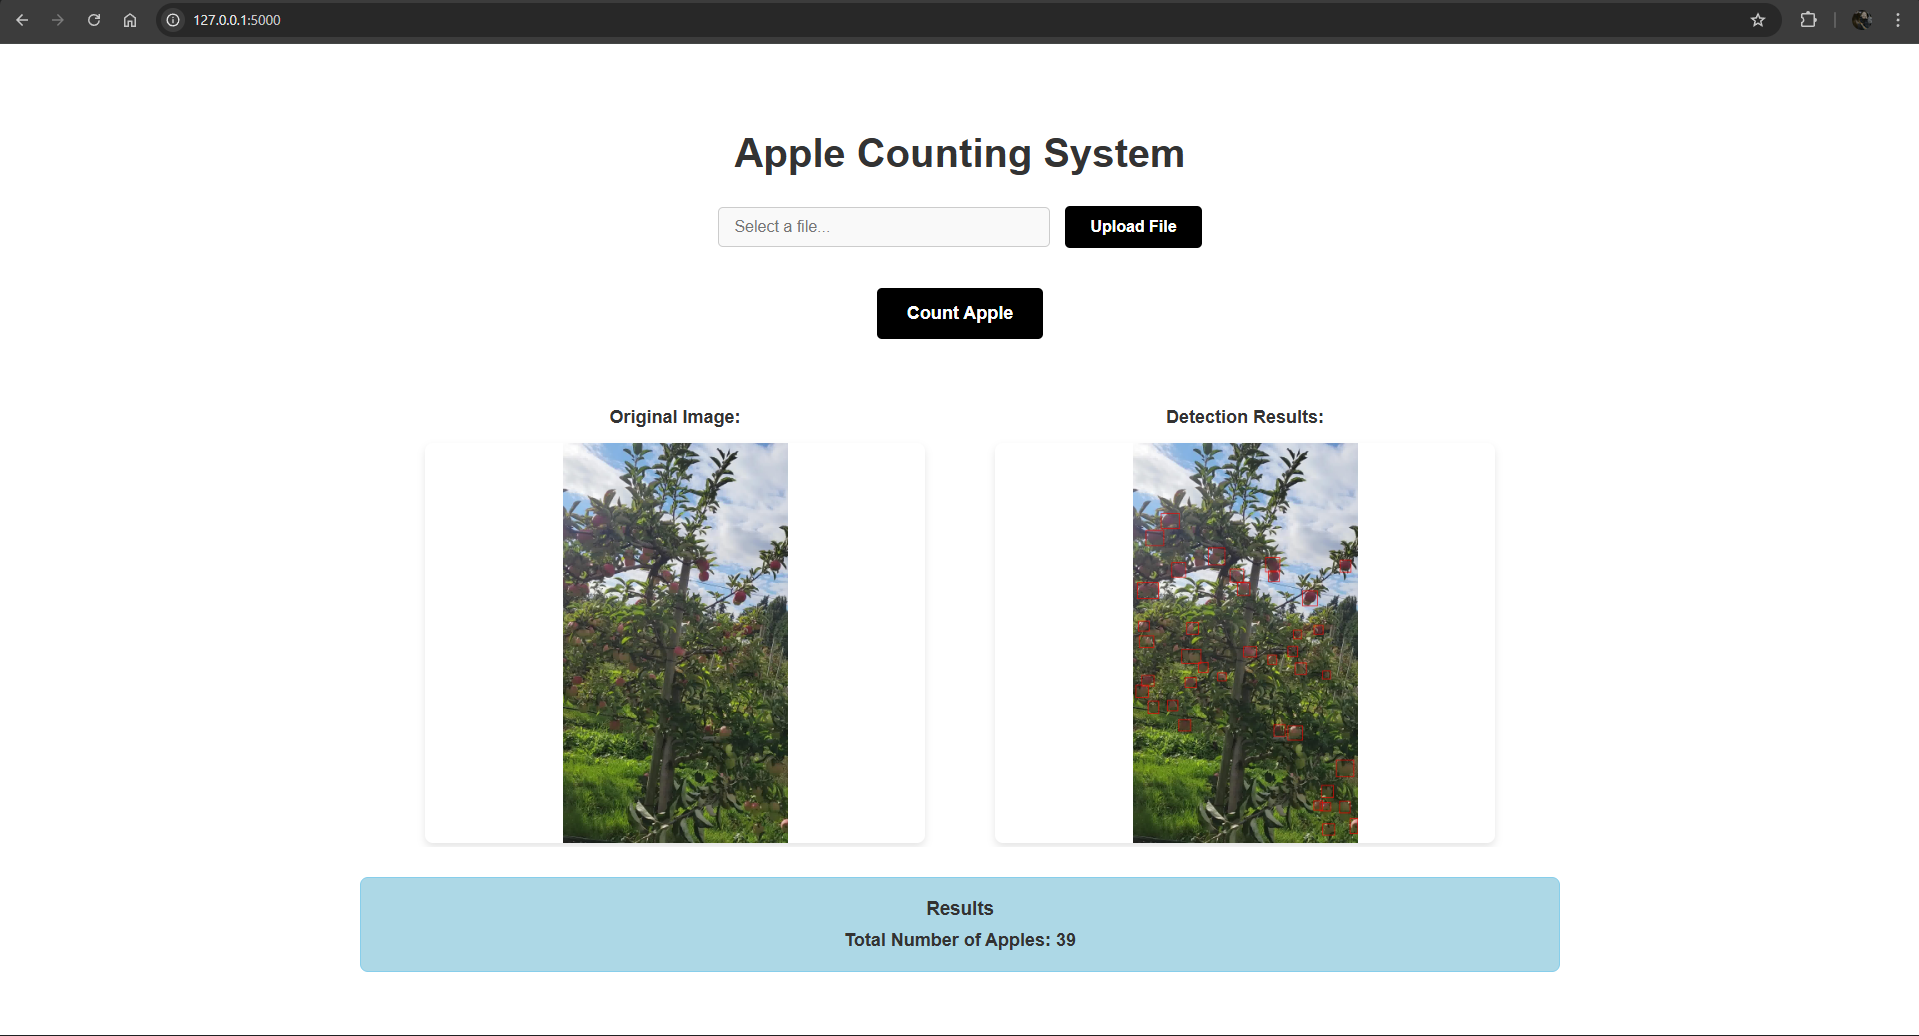 127.0.0.1:5000
Apple Counting System
Select a file...
Upload File
Count Apple
Original Image:
Detection Results:
Results
Total Number of Apples: 39